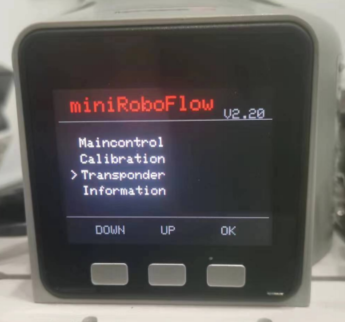 miniRoboFlow V2.20
Maincontrol
Calibration
>Transponder
Information
DOWN UP OK